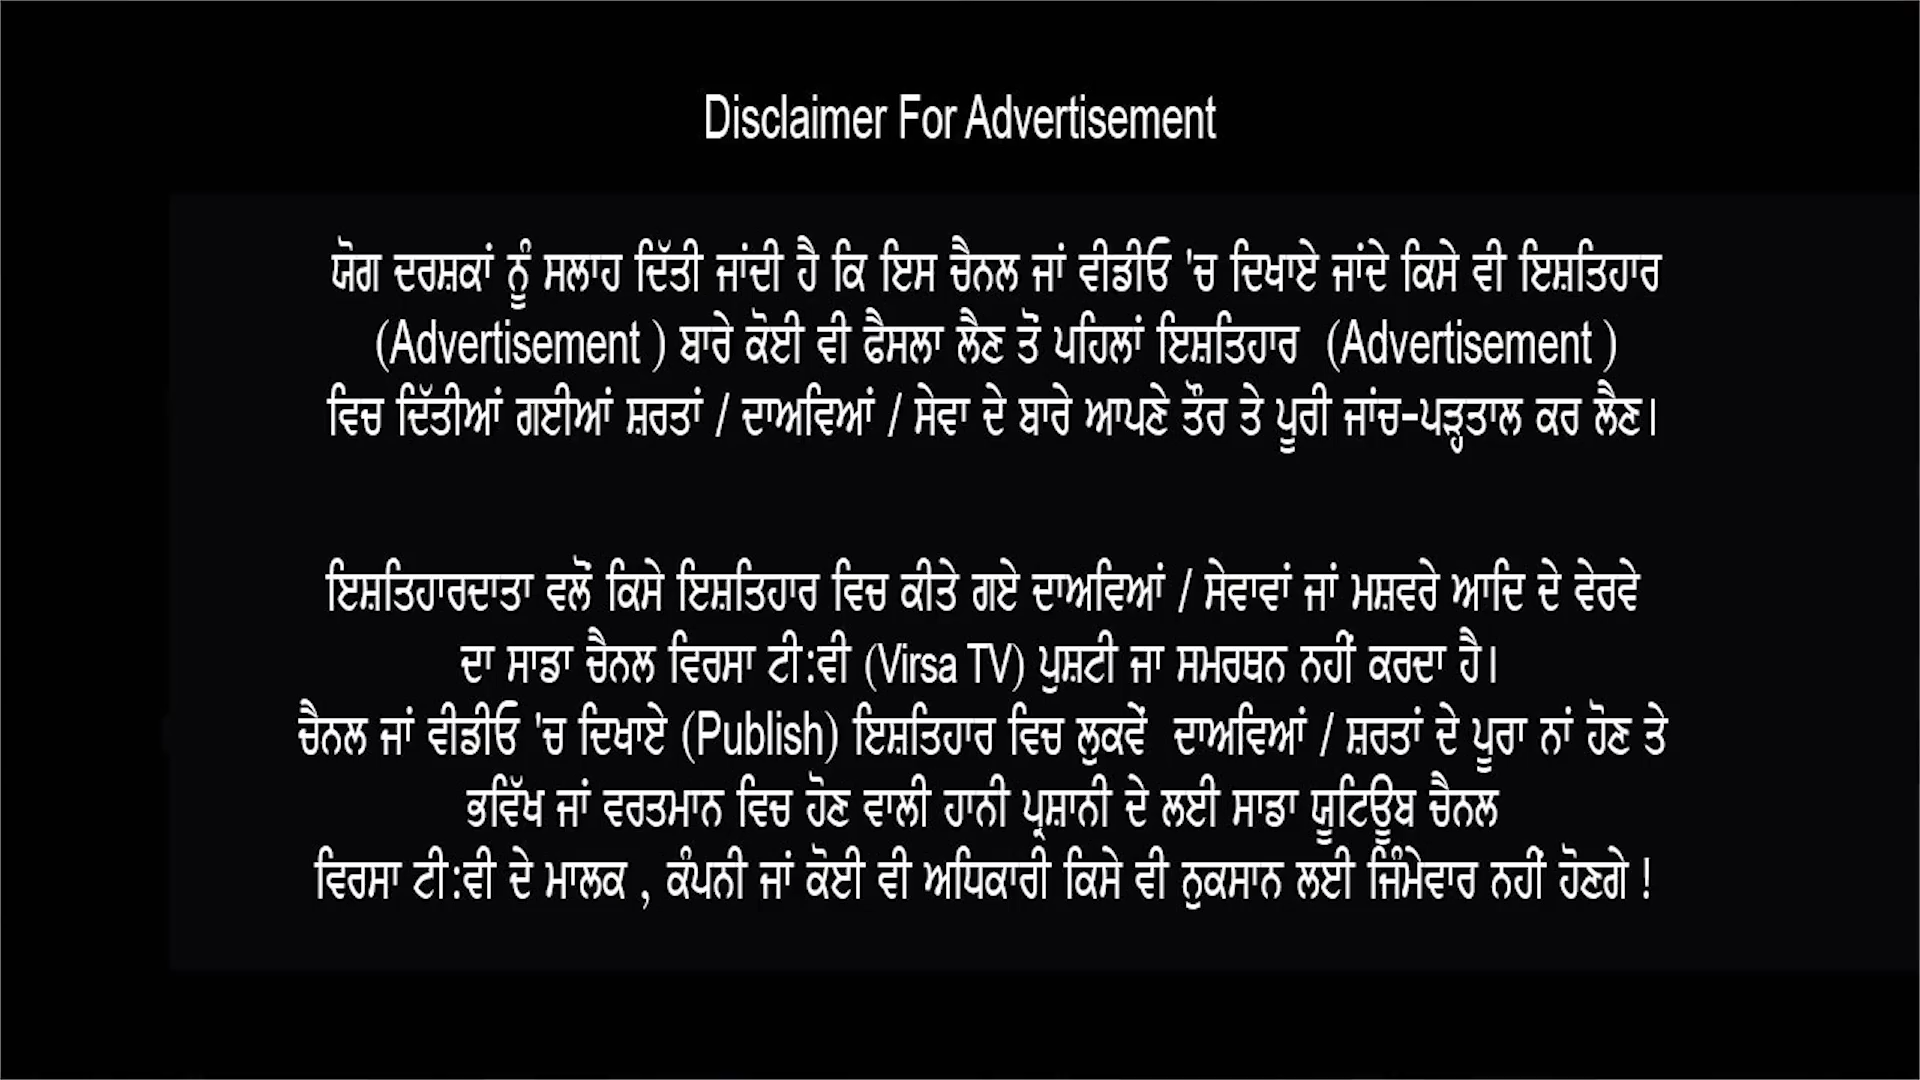 Disclaimer For Advertisement
ਯੋਗ ਦਰਸ਼ਕਾਂ ਨੂੰ ਸਲਾਹ ਦਿੱਤੀ ਜਾਂਦੀ ਹੈ ਕਿ ਇਸ ਚੈਨਲ ਜਾਂ ਵੀਡੀਓ 'ਚ ਦਿਖਾਏ ਜਾਂਦੇ ਕਿਸੇ ਵੀ ਇਸ਼ਤਿਹਾਰ
(Advertisement ) ਬਾਰੇ ਕੋਈ ਵੀ ਫੈਸਲਾ ਲੈਣ ਤੋਂ ਪਹਿਲਾਂ ਇਸ਼ਤਿਹਾਰ (Advertisement )
ਵਿਚ ਦਿੱਤੀਆਂ ਗਈਆਂ ਸ਼ਰਤਾਂ / ਦਾਅਵਿਆਂ / ਸੇਵਾ ਦੇ ਬਾਰੇ ਆਪਣੇ ਤੌਰ ਤੇ ਪੂਰੀ ਜਾਂਚ-ਪੜ੍ਹਤਾਲ ਕਰ ਲੈਣ।
ਇਸ਼ਤਿਹਾਰਦਾਤਾ ਵਲੋਂ ਕਿਸੇ ਇਸ਼ਤਿਹਾਰ ਵਿਚ ਕੀਤੇ ਗਏ ਦਾਅਵਿਆਂ / ਸੇਵਾਵਾਂ ਜਾਂ ਮਸ਼ਵਰੇ ਆਦਿ ਦੇ ਵੇਰਵੇ
ਦਾ ਸਾਡਾ ਚੈਨਲ ਵਿਰਸਾ ਟੀ:ਵੀ (Virsa TV) ਪੁਸ਼ਟੀ ਜਾ ਸਮਰਥਨ ਨਹੀਂ ਕਰਦਾ ਹੈ।
ਚੈਨਲ ਜਾਂ ਵੀਡੀਓ 'ਚ ਦਿਖਾਏ (Publish) ਇਸ਼ਤਿਹਾਰ ਵਿਚ ਲੁਕਵੇਂ ਦਾਅਵਿਆਂ / ਸ਼ਰਤਾਂ ਦੇ ਪੂਰਾ ਨਾਂ ਹੋਣ ਤੇ
ਭਵਿੱਖ ਜਾਂ ਵਰਤਮਾਨ ਵਿਚ ਹੋਣ ਵਾਲੀ ਹਾਨੀ ਪ੍ਰਸ਼ਾਨੀ ਦੇ ਲਈ ਸਾਡਾ ਯੂਟਿਊਬ ਚੈਨਲ
ਵਿਰਸਾ ਟੀ:ਵੀ ਦੇ ਮਾਲਕ , ਕੰਪਨੀ ਜਾਂ ਕੋਈ ਵੀ ਅਧਿਕਾਰੀ ਕਿਸੇ ਵੀ ਨੁਕਸਾਨ ਲਈ ਜਿੰਮੇਵਾਰ ਨਹੀਂ ਹੋਣਗੇ !